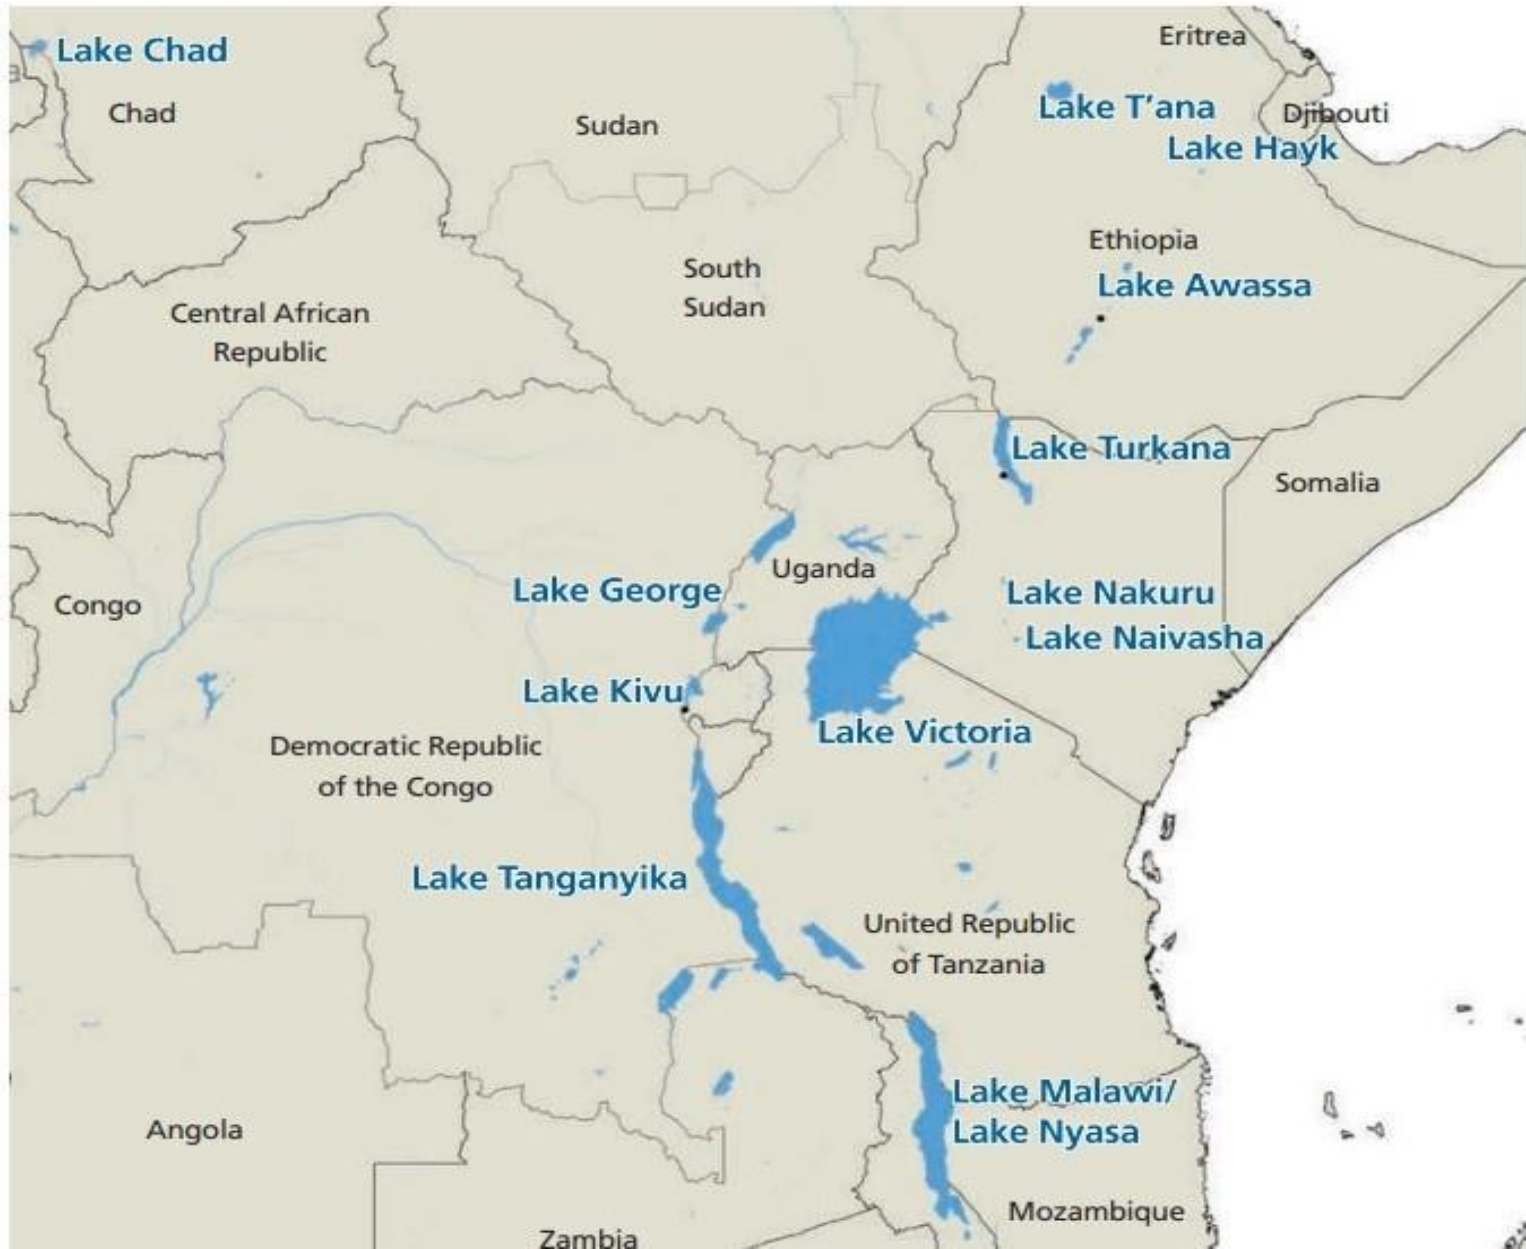 Eritrea
Lake Chad
Lake T'ana
Chad
Djibouti
Sudan
Lake Hayk
Ethiopia
South
Sudan
Lake Awassa
Central African
Republic
Lake Turkana
Somalia
Uganda
Lake George
Lake Nakuru
Congo
Lake Naivasha
Lake Kivu
Lake Victoria
Democratic Republic
of the Congo
Lake Tanganyika
United Republic
of Tanzania
Lake Malawi/
Lake Nyasa
Angola
Mozambique
Zambia